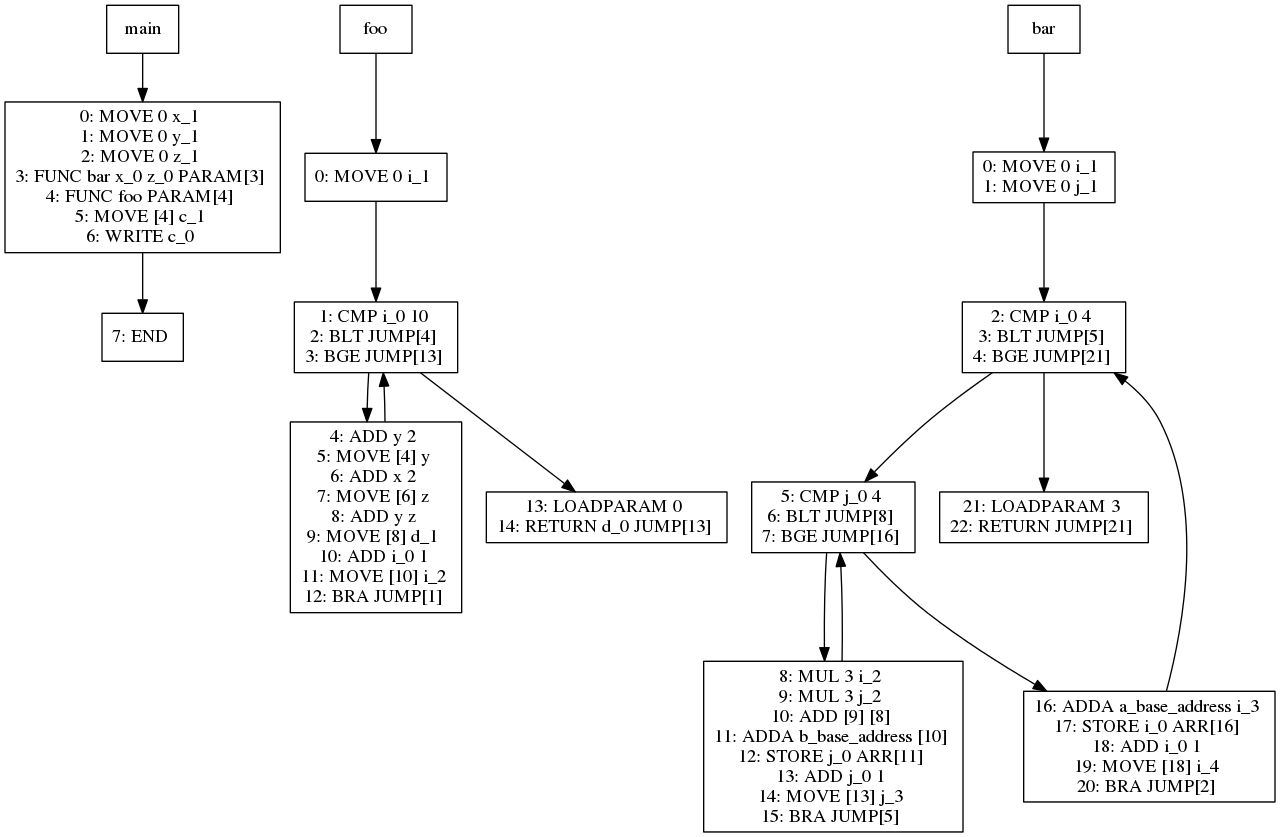 main
0: MOVE 0 x_1
1: MOVE 0 y_1
2: MOVE 0 z_1
3: FUNC bar x_0 z_0 PARAM[3]
4: FUNC foo PARAM[4]
5: MOVE [4] c_1
6: WRITE c_0
7: END
foo
0: MOVE 0 i_1
1: CMP i_0 10
2: BLT JUMP[4]
3: BGE JUMP[13]
4: ADD y 2
5: MOVE [4] y
6: ADD x 2
7: MOVE [6] z
8: ADD y z
9: MOVE [8] d_1
10: ADD i_0 1
11: MOVE [10] i_2
12: BRA JUMP[1]
13: LOADPARAM 0
14: RETURN d_0 JUMP[13]
bar
0: MOVE 0 i_1
1: MOVE 0 j_1
2: CMP i_0 4
3: BLT JUMP[5]
4: BGE JUMP[21]
5: CMP j_0 4
6: BLT JUMP[8]
7: BGE JUMP[16]
21: LOADPARAM 3
22: RETURN JUMP[21]
8: MUL 3 i_2
9: MUL 3 j_2
10: ADD [9] [8]
11: ADDA b_base_address [10]
12: STORE j_0 ARR[11]
13: ADD j_0 1
14: MOVE [13] j_3
15: BRA JUMP[5]
16: ADDA a_base_address i_3
17: STORE i_0 ARR[16]
18: ADD i_0 1
19: MOVE [18] i_4
20: BRA JUMP[2]